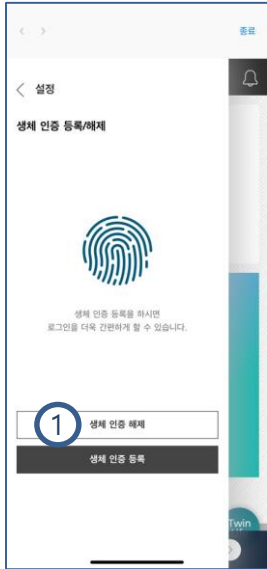 종료
설정
생체 인증 등록/해제
생체 인증 등록을 하시면
로그인을 더욱 간편하게 할 수 있습니다.
1
생체 인증 해제
생체 인증 등록
Twin